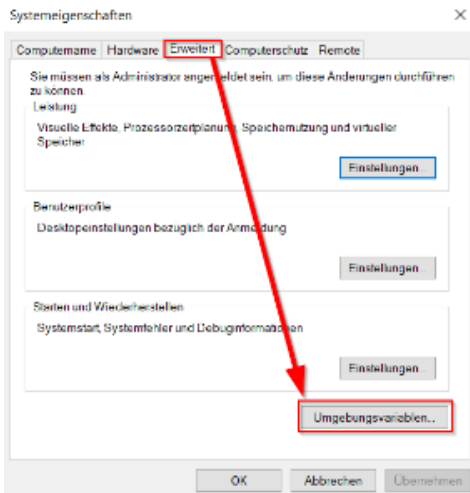 Systemeigenschaften
Computername Hardware Erweitert Computerschutz Remote
Sie müssen als Administrator angemeldet sein, um diese Änderungen durchführen
zu können.
Leistung
Visuelle Effekte, Prozessorzeitplanung, Speichernutzung und virtueller
Speicher
Einstellungen...
Benutzerprofile
Desktopeinstellungen bezüglich der Anmeldung
Einstellungen...
Starten und Wiederherstellen
Systemstart, Systemfehler und Debuginformationen
Einstellungen...
Umgebungsvariablen...
OK Abbrechen Übernehmen